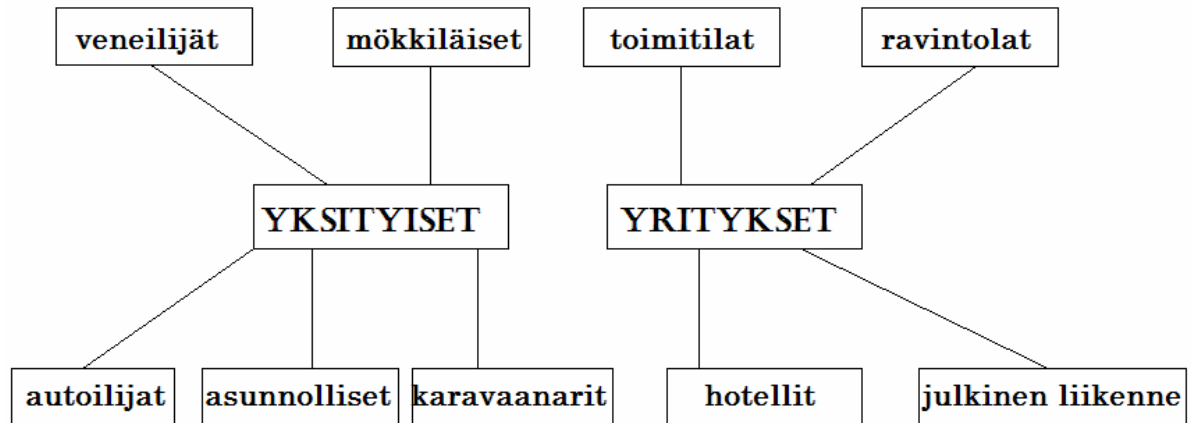 veneilijät
mökkiläiset
toimitilat
ravintolat
YKSITYISET
YRITYKSET
autoilijat
asunnolliset
karavaanarit
hotellit
julkinen liikenne